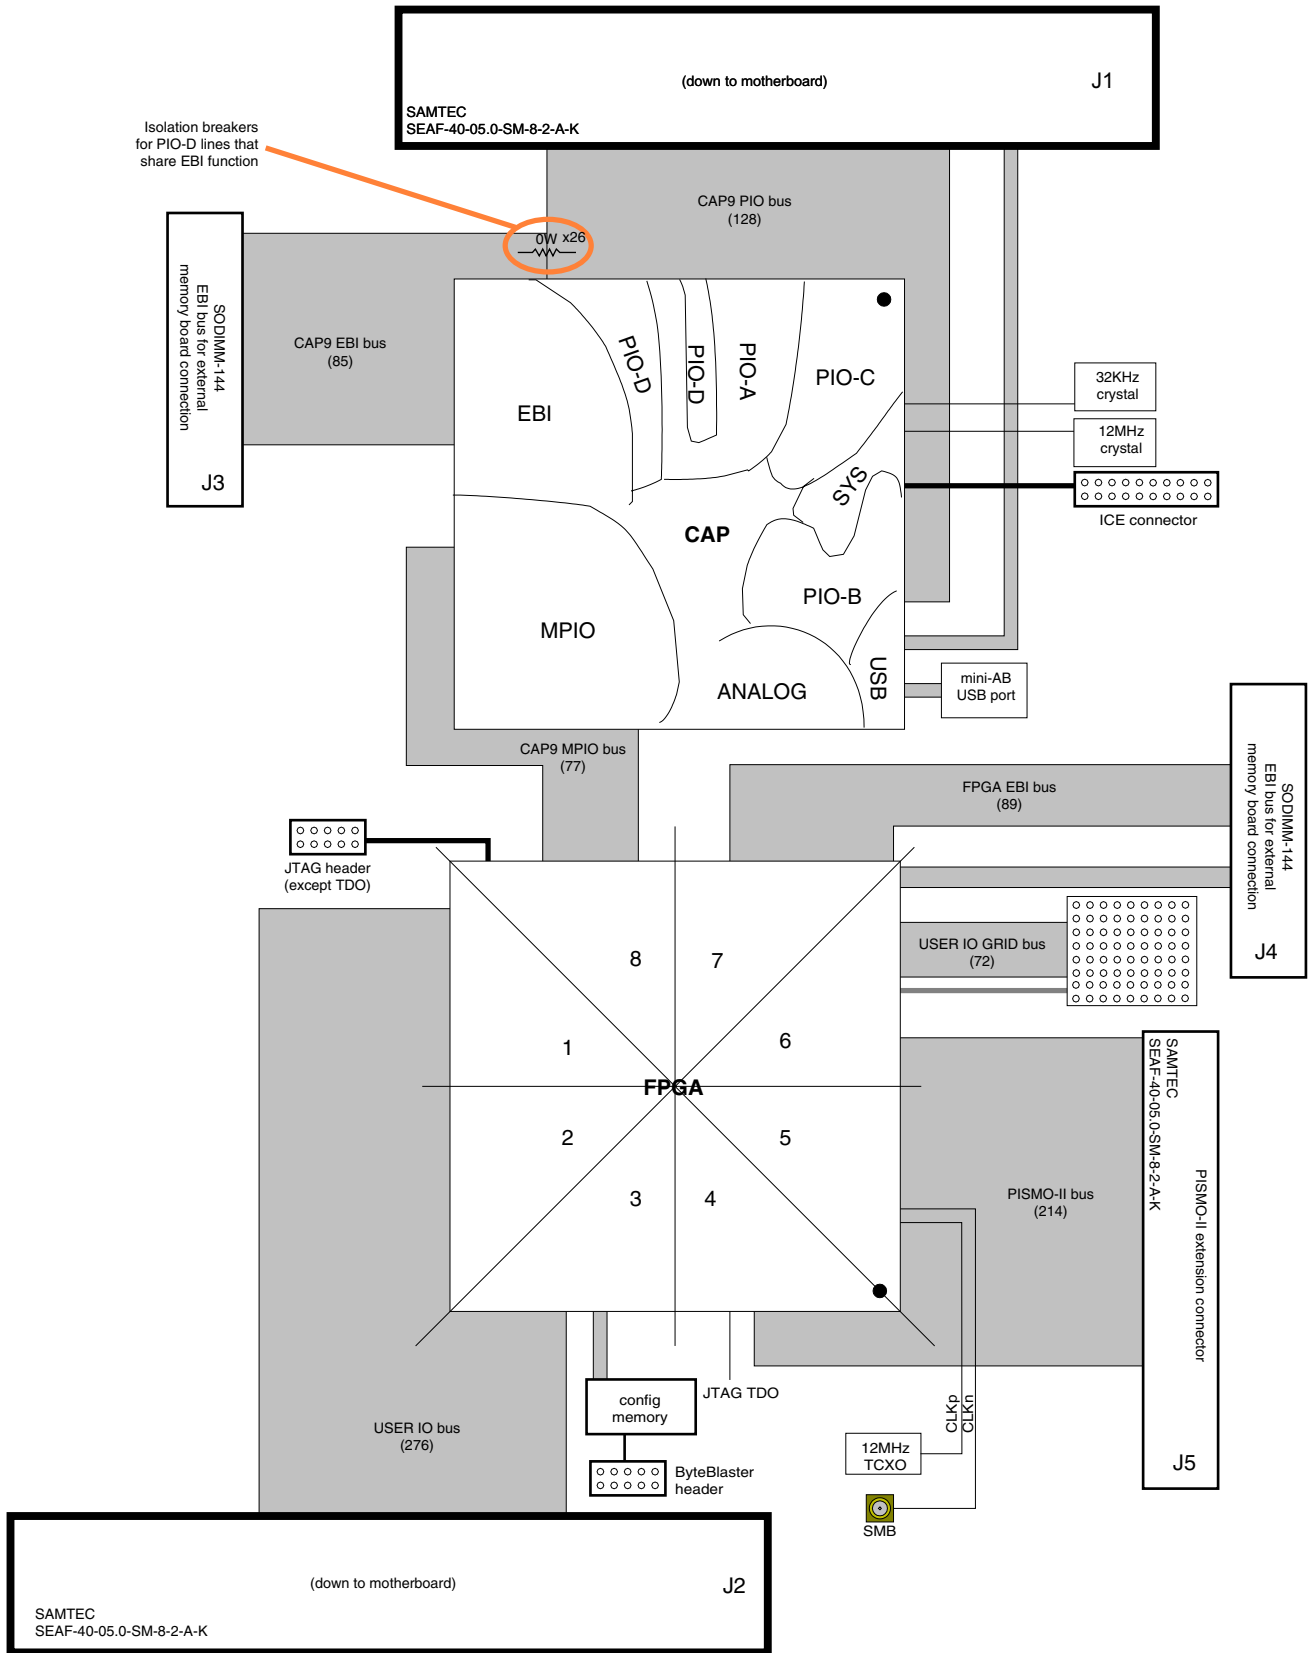 (down to motherboard)
J1
SAMTEC
SEAF-40-05.0-SM-8-2-A-K
Isolation breakers
for PIO-D lines that
share EBI function
CAP9 PIO bus
(128)
0W x26
SODIMM-144
EBI bus for external
memory board connection
J3
CAP9 EBI bus
(85)
PIO-D
PIO-D
PIO-A
PIO-C
EBI
32KHz
crystal
12MHz
crystal
SYS
ICE connector
CAP
PIO-B
MPIO
ANALOG
USB
mini-AB
USB port
CAP9 MPIO bus
(77)
FPGA EBI bus
(89)
SODIMM-144
EBI bus for external
memory board connection
J4
JTAG header
(except TDO)
USER IO GRID bus
(72)
8
7
1
6
FPGA
2
5
3
4
SAMTEC
SEAF-40-05.0-SM-8-2-A-K
PISMO-II extension connector
J5
PISMO-II bus
(214)
CLKp
CLKn
JTAG TDO
config
memory
USER IO bus
(276)
12MHz
TCXO
ByteBlaster
header
SMB
(down to motherboard)
J2
SAMTEC
SEAF-40-05.0-SM-8-2-A-K